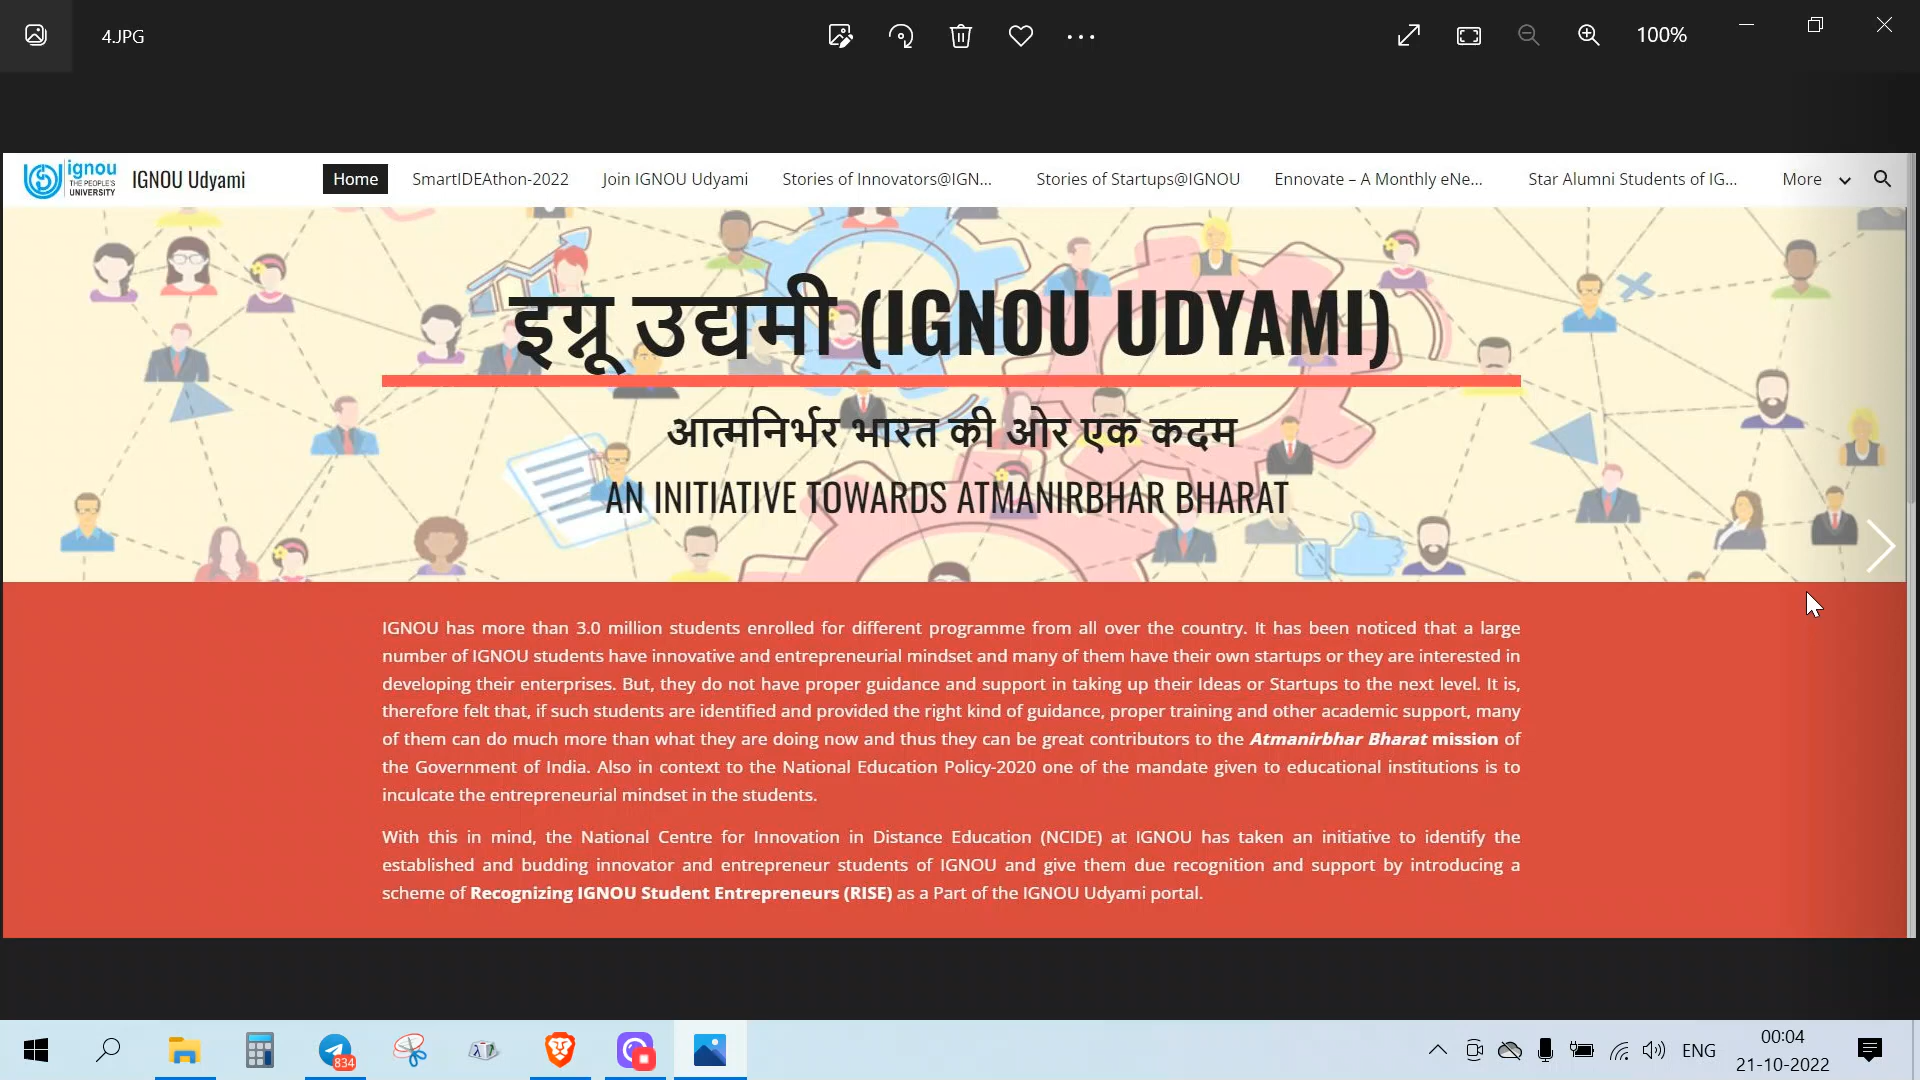 4.JPG
100%
ignou
THE PEOPLE'S
UNIVERSITY
IGNOU Udyami
Home
SmartIDEAthon-2022
Join IGNOU Udyami
Stories of Innovators@IGN...
Stories of Startups@IGNOU
Ennovate – A Monthly eNe...
Star Alumni Students of IG...
More
इग्नू उद्यमी (IGNOU UDYAMI)
आत्मनिर्भर भारत की ओर एक कदम
AN INITIATIVE TOWARDS ATMANIRBHAR BHARAT
IGNOU has more than 3.0 million students enrolled for different programme from all over the country. It has been noticed that a large
number of IGNOU students have innovative and entrepreneurial mindset and many of them have their own startups or they are interested in
developing their enterprises. But, they do not have proper guidance and support in taking up their Ideas or Startups to the next level. It is,
therefore felt that, if such students are identified and provided the right kind of guidance, proper training and other academic support, many
of them can do much more than what they are doing now and thus they can be great contributors to the Atmanirbhar Bharat mission of
the Government of India. Also in context to the National Education Policy-2020 one of the mandate given to educational institutions is to
inculcate the entrepreneurial mindset in the students.
With this in mind, the National Centre for Innovation in Distance Education (NCIDE) at IGNOU has taken an initiative to identify the
established and budding innovator and entrepreneur students of IGNOU and give them due recognition and support by introducing a
scheme of Recognizing IGNOU Student Entrepreneurs (RISE) as a Part of the IGNOU Udyami portal.
834
ENG
00:04
21-10-2022